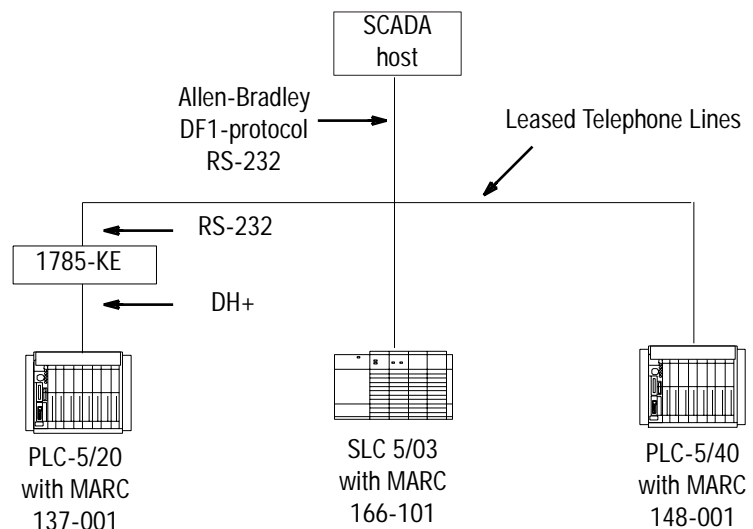 SCADA
host
Allen-Bradley
DF1-protocol
RS-232
Leased Telephone Lines
RS-232
1785-KE
DH+
PLC-5/20
with MARC
137-001
SLC 5/03
with MARC
166-101
PLC-5/40
with MARC
148-001